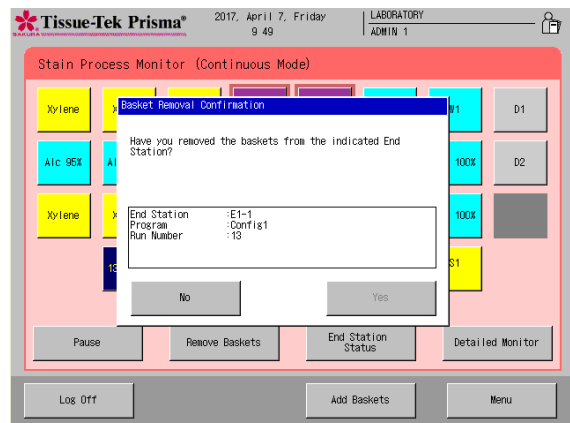 Tissue-Tek Prisma®
SAKURA
2017, April 7, Friday
9 49
LABORATORY
ADMIN 1
Stain Process Monitor (Continuous Mode)
Xylene
D1
Basket Removal Confirmation
Have you removed the baskets from the indicated End
Station?
Alc 95%
100%
D2
Xylene
100%
End Station :E1-1
Program :Config1
Run Number :13
13
S1
No
Yes
Pause
Remove Baskets
End Station
Status
Detailed Monitor
Log Off
Add Baskets
Menu